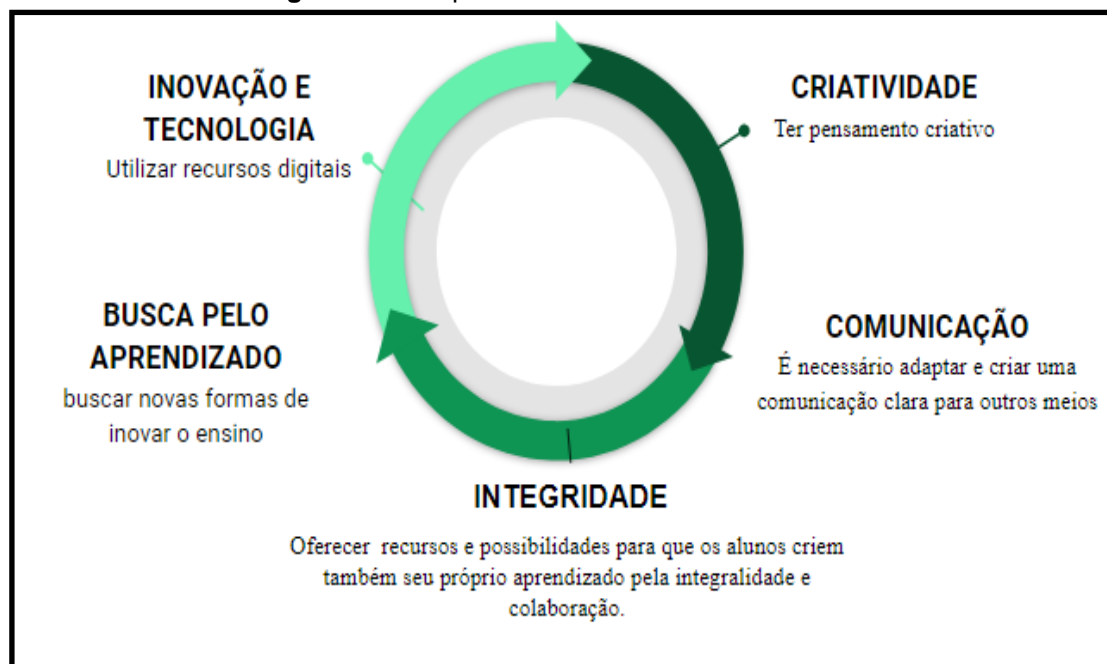 INOVAÇÃO E
TECNOLOGIA
Utilizar recursos digitais
CRIATIVIDADE
Ter pensamento criativo
BUSCA PELO
APRENDIZADO
buscar novas formas de
inovar o ensino
COMUNICAÇÃO
É necessário adaptar e criar uma
comunicação clara para outros meios
INTEGRIDADE
Oferecer recursos e possibilidades para que os alunos criem
também seu próprio aprendizado pela integralidade e
colaboração.